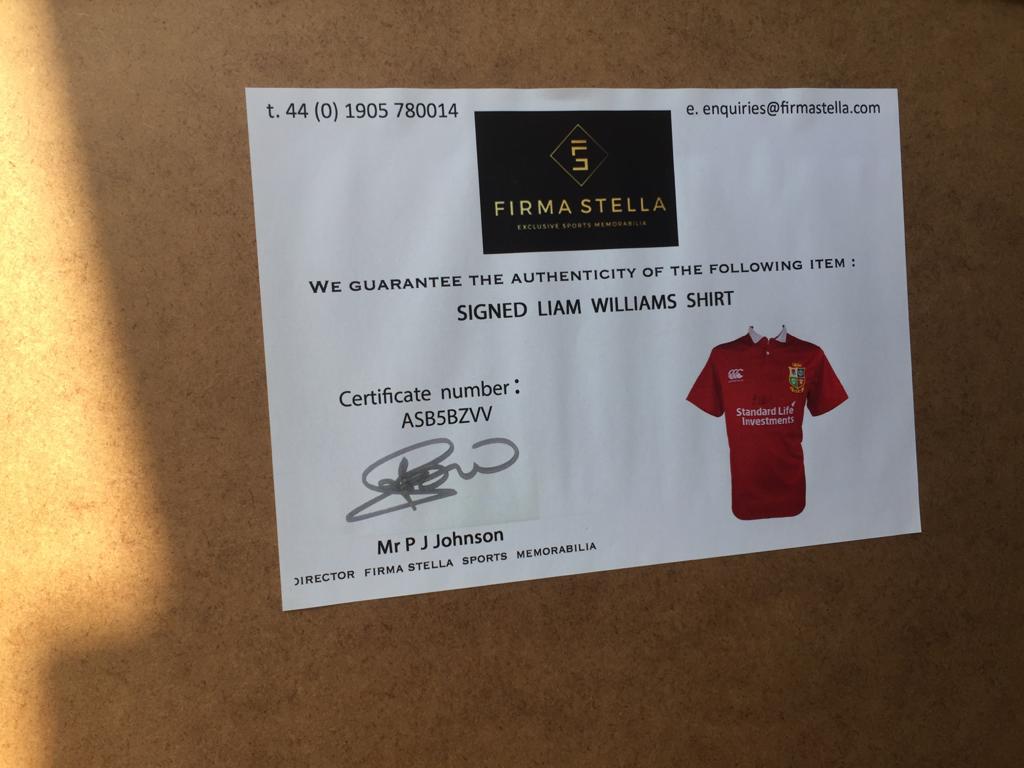 t. 44 (0) 1905 780014
e. enquiries@firmastella.com
FIRMA STELLA
EXCLUSIVE SPORTS MEMORABILIA
WE GUARANTEE THE AUTHENTICITY OF THE FOLLOWING ITEM :
SIGNED LIAM WILLIAMS SHIRT
Certificate number:
ASB5BZVV
Standard Life
Investments
Mr P J Johnson
DIRECTOR FIRMA STELLA SPORTS MEMORABILIA